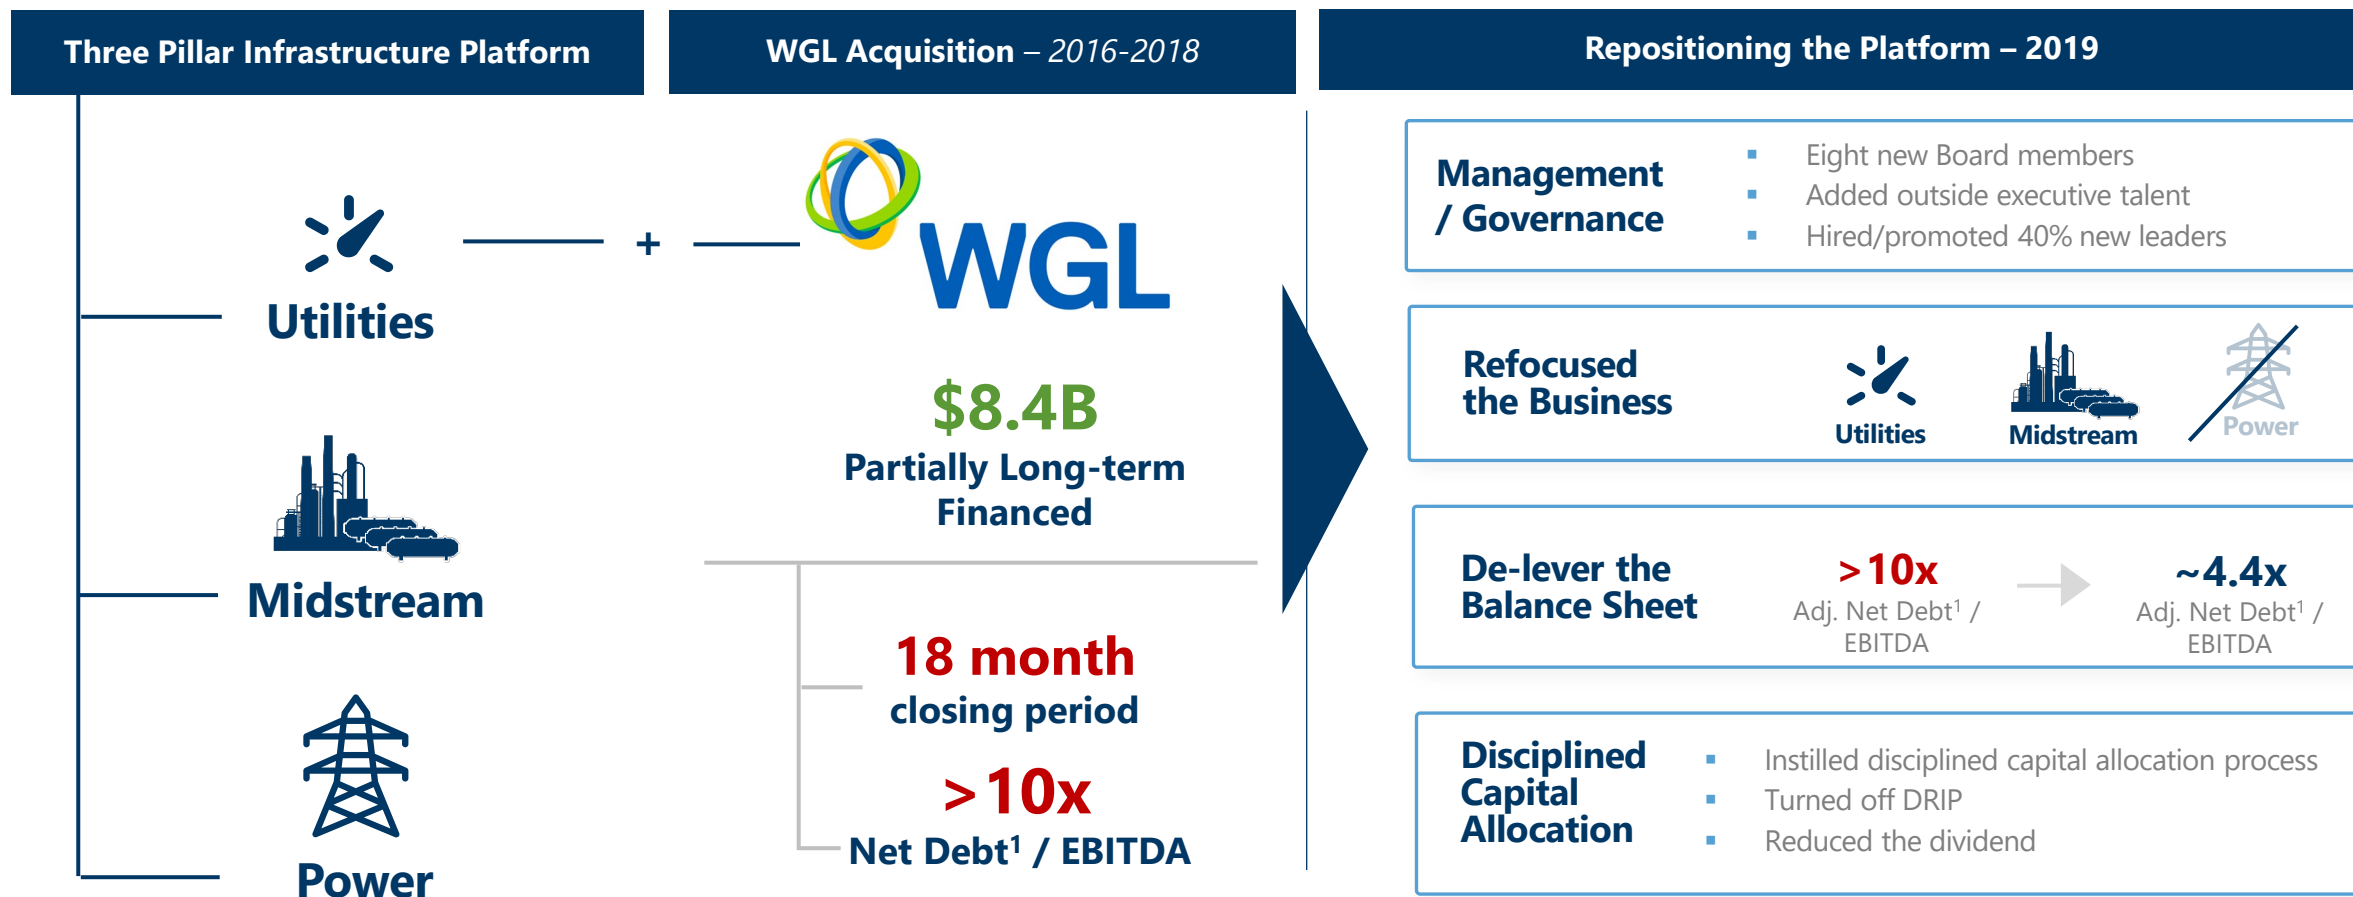 Three Pillar Infrastructure Platform
Utilities
+
Midstream
Power
WGL Acquisition – 2016-2018
WGL
$8.4B
Partially Long-term
Financed
18 month
closing period
>10x
Net Debt¹ / EBITDA
Repositioning the Platform – 2019
Management
/ Governance
▪ Eight new Board members
▪ Added outside executive talent
▪ Hired/promoted 40% new leaders
Refocused
the Business
Utilities
Midstream
Power
De-lever the
Balance Sheet
>10x
Adj. Net Debt¹ /
EBITDA
~4.4x
Adj. Net Debt¹ /
EBITDA
Disciplined
Capital
Allocation
▪ Instilled disciplined capital allocation process
▪ Turned off DRIP
▪ Reduced the dividend